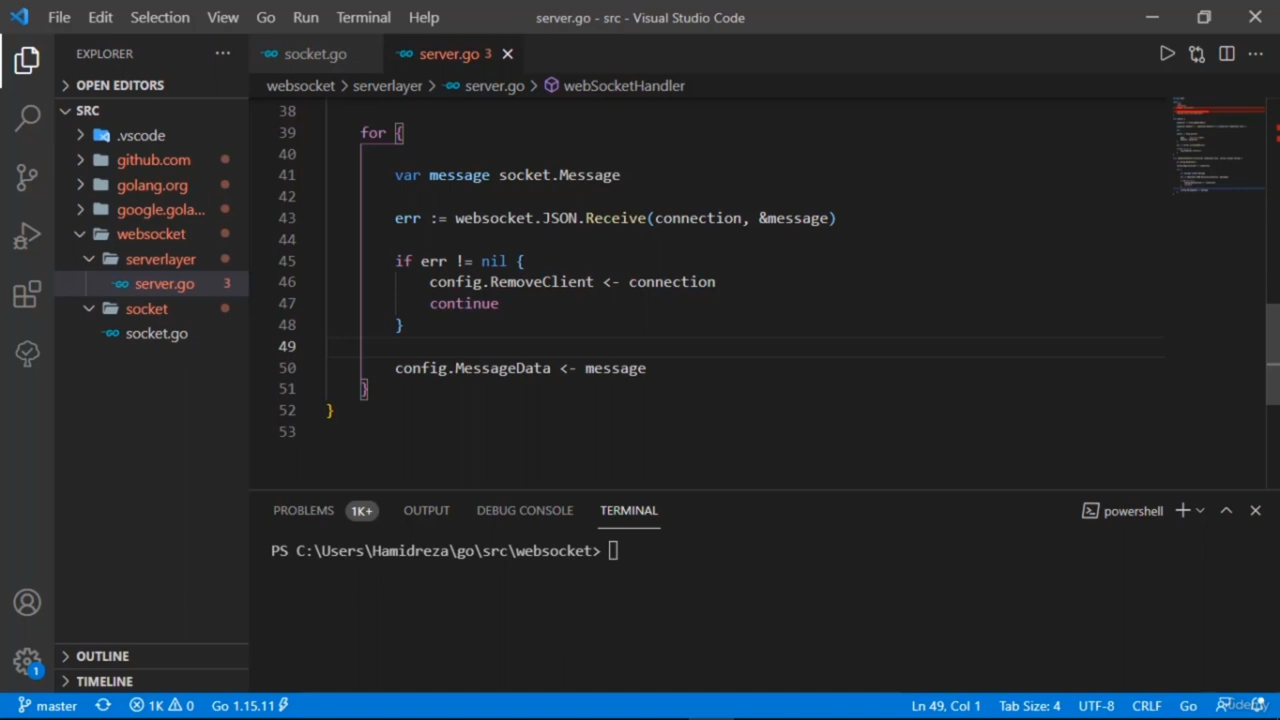 File Edit Selection View Go Run Terminal Help server.go - src - Visual Studio Code
EXPLORER ···
socket.go
server.go 3
OPEN EDITORS
websocket > serverlayer > server.go > webSocketHandler
SRC
.vscode
github.com
golang.org
google.gola...
websocket
serverlayer
server.go 3
socket
socket.go
OUTLINE
TIMELINE
38
39 for {
40
41 var message socket.Message
42
43 err := websocket.JSON.Receive(connection, &message)
44
45 if err != nil {
46 config.RemoveClient <- connection
47 continue
48 }
49
50 config.MessageData <- message
51 }
52 }
53
PROBLEMS 1K+ OUTPUT DEBUG CONSOLE TERMINAL powershell
PS C:\Users\Hamidreza\go\src\websocket>
1
master 1K 0 Go 1.15.11 Ln 49, Col 1 Tab Size: 4 UTF-8 CRLF Go